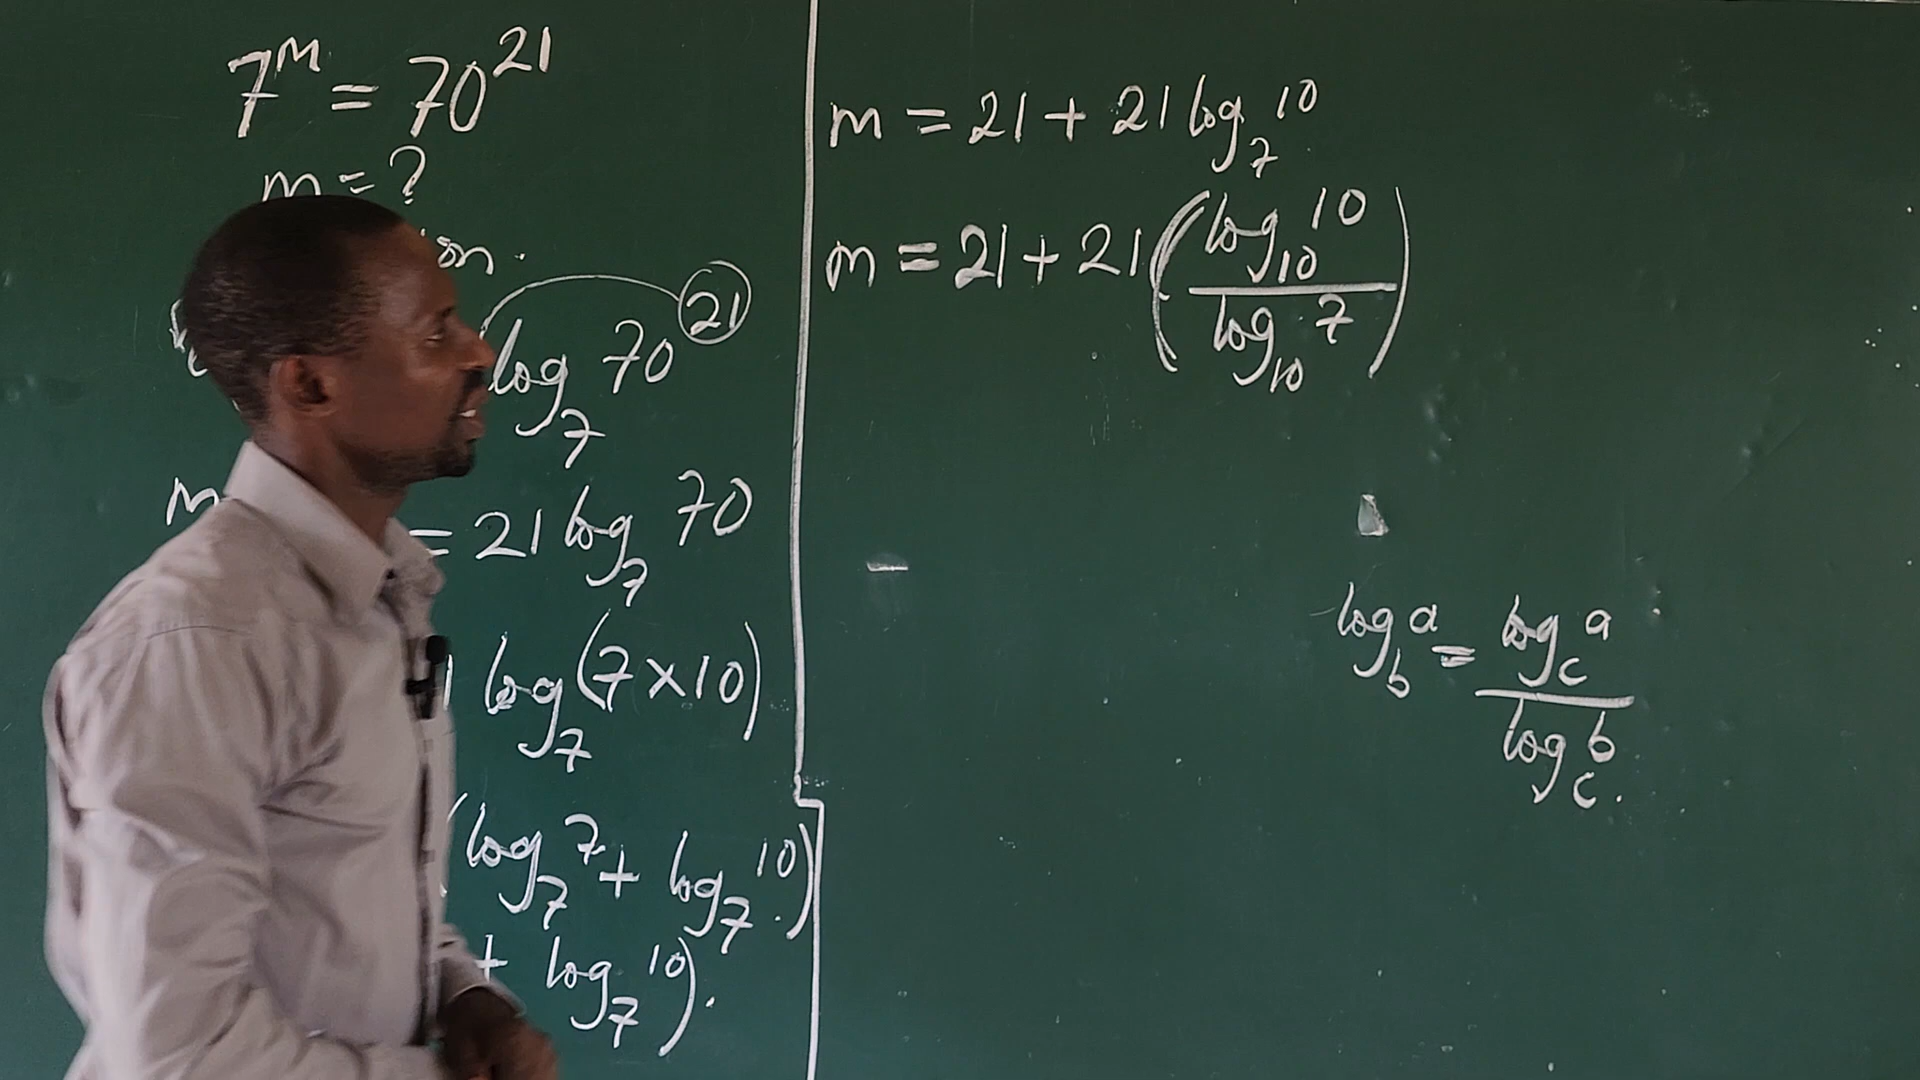 7^m = 70^21
m = ?
on.
log_7 70^21
m = 21 log_7 70
log_7 (7 × 10)
(log_7 7 + log_7 10)
+ log_7 10).
m = 21 + 21 log_7 10
m = 21 + 21 (log_10 10 / log_10 7)
log_b a = log_c a / log_c b.